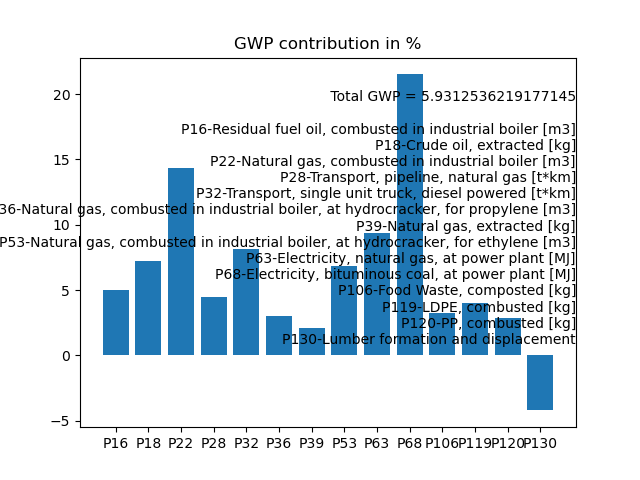 GWP contribution in %
20
15
10
5
0
−5
Total GWP = 5.9312536219177145
P16-Residual fuel oil, combusted in industrial boiler [m3]
P18-Crude oil, extracted [kg]
P22-Natural gas, combusted in industrial boiler [m3]
P28-Transport, pipeline, natural gas [t*km]
P32-Transport, single unit truck, diesel powered [t*km]
36-Natural gas, combusted in industrial boiler, at hydrocracker, for propylene [m3]
P39-Natural gas, extracted [kg]
P53-Natural gas, combusted in industrial boiler, at hydrocracker, for ethylene [m3]
P63-Electricity, natural gas, at power plant [MJ]
P68-Electricity, bituminous coal, at power plant [MJ]
P106-Food Waste, composted [kg]
P119-LDPE, combusted [kg]
P120-PP, combusted [kg]
P130-Lumber formation and displacement
P16 P18 P22 P28 P32 P36 P39 P53 P63 P68 P106 P119 P120 P130